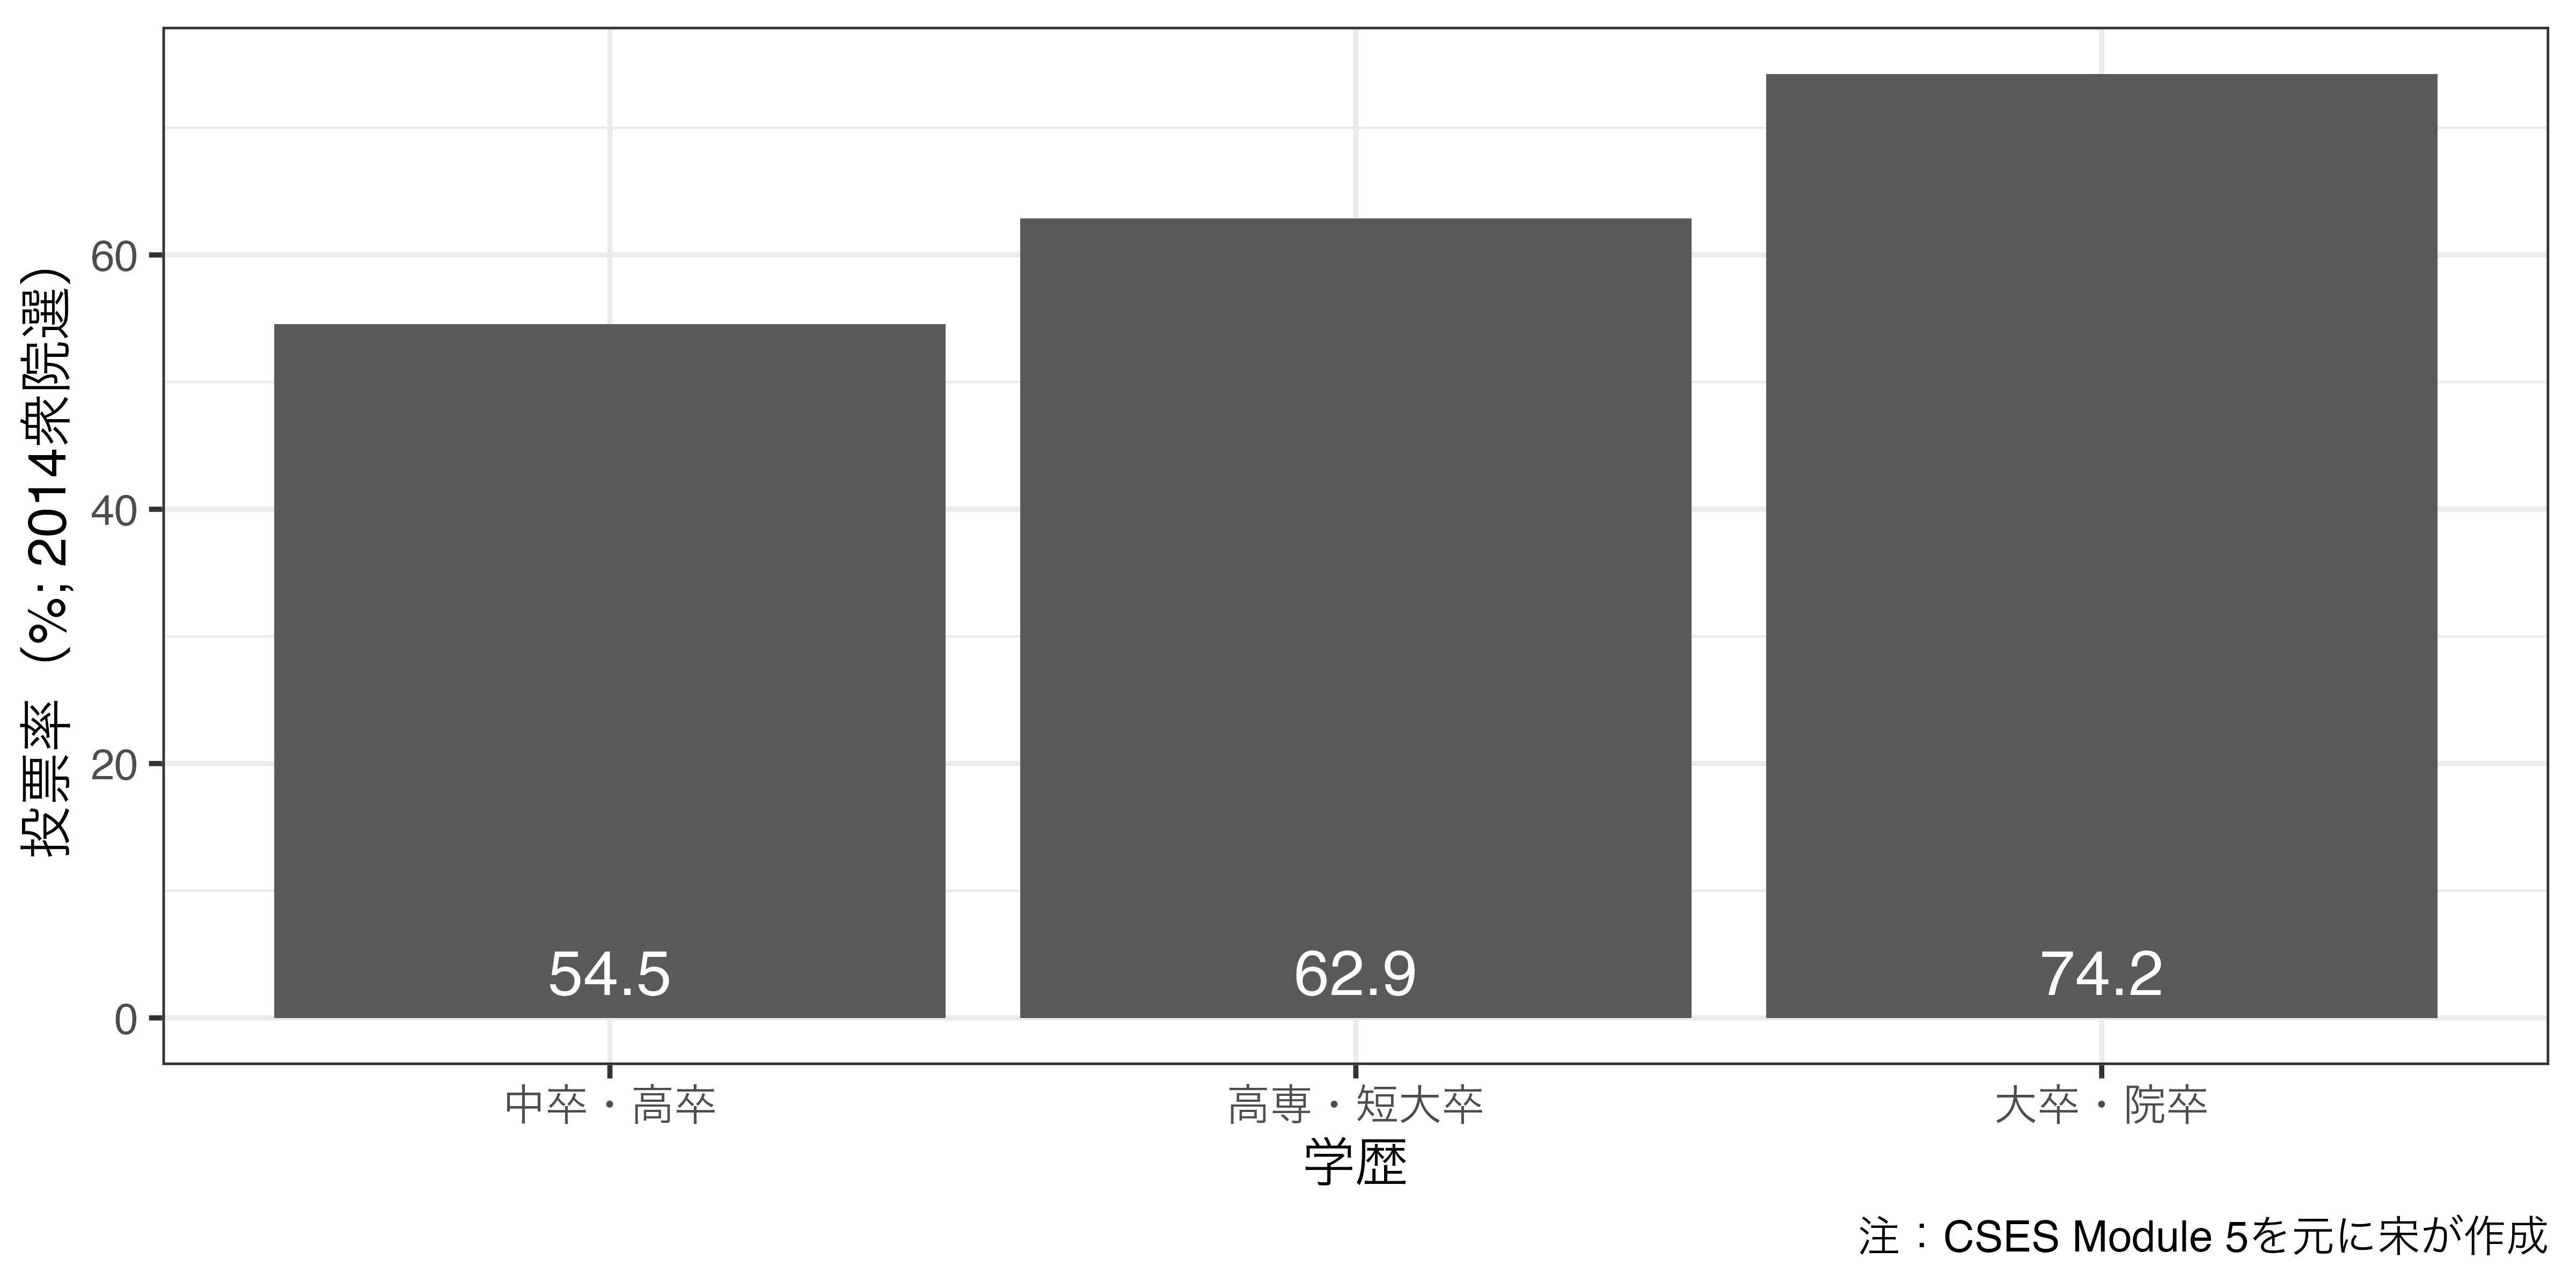 投票率（%; 2014衆院選）
60
40
20
0
54.5
62.9
74.2
中卒・高卒
高専・短大卒
大卒・院卒
学歴
注：CSES Module 5を元に宋が作成